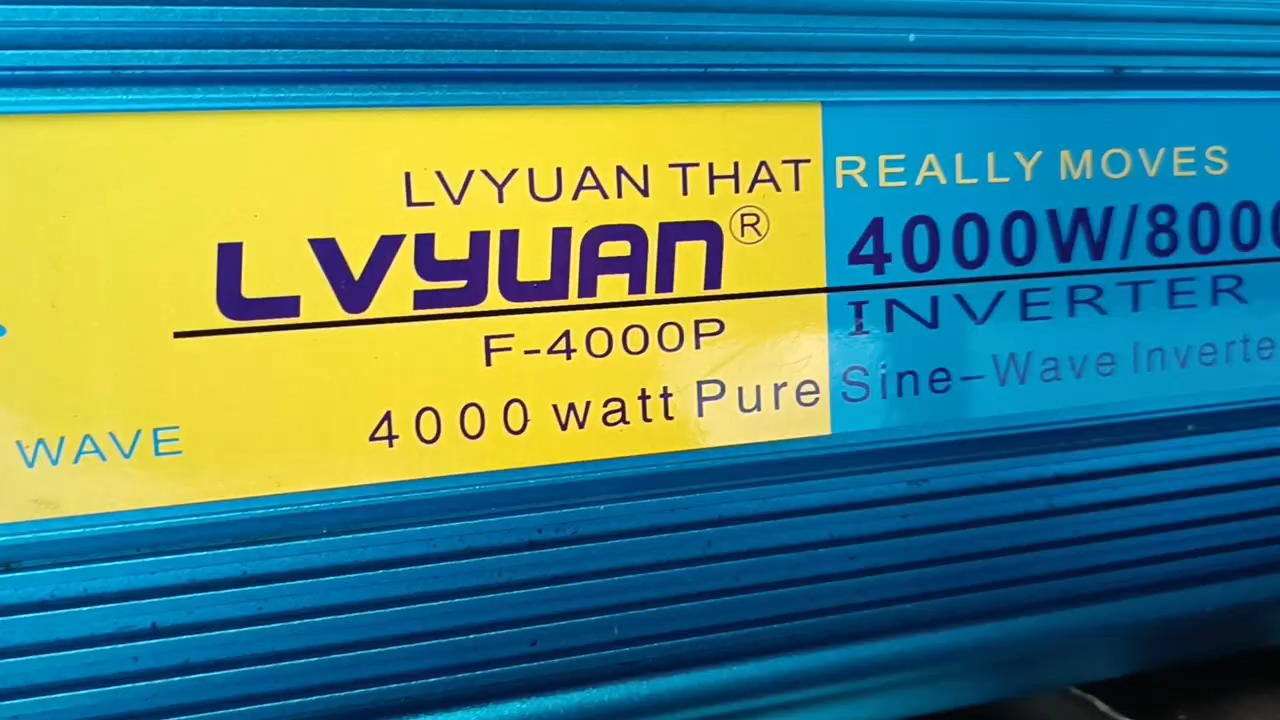 LVYUAN THAT REALLY MOVES
LVYUAN®
4000W/8000
F-4000P
INVERTER
4000 watt Pure Sine-Wave Inverte
WAVE